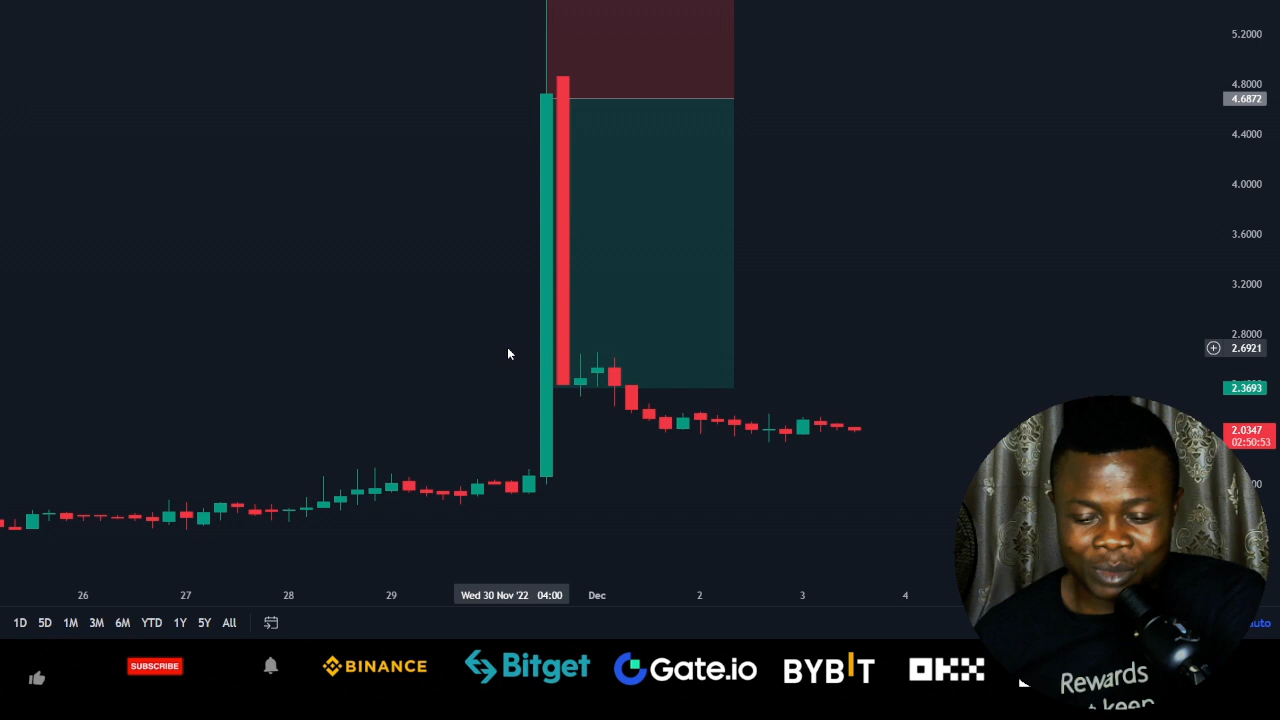 5.2000
4.8000
4.6872
4.4000
4.0000
3.6000
3.2000
2.8000
2.6921
2.3693
2.0347
02:50:53
26 27 28 29 Wed 30 Nov '22 04:00 Dec 2 3 4
1D 5D 1M 3M 6M YTD 1Y 5Y All auto
SUBSCRIBE BINANCE Bitget Gate.io BYBIT OKX
Rewards
keep